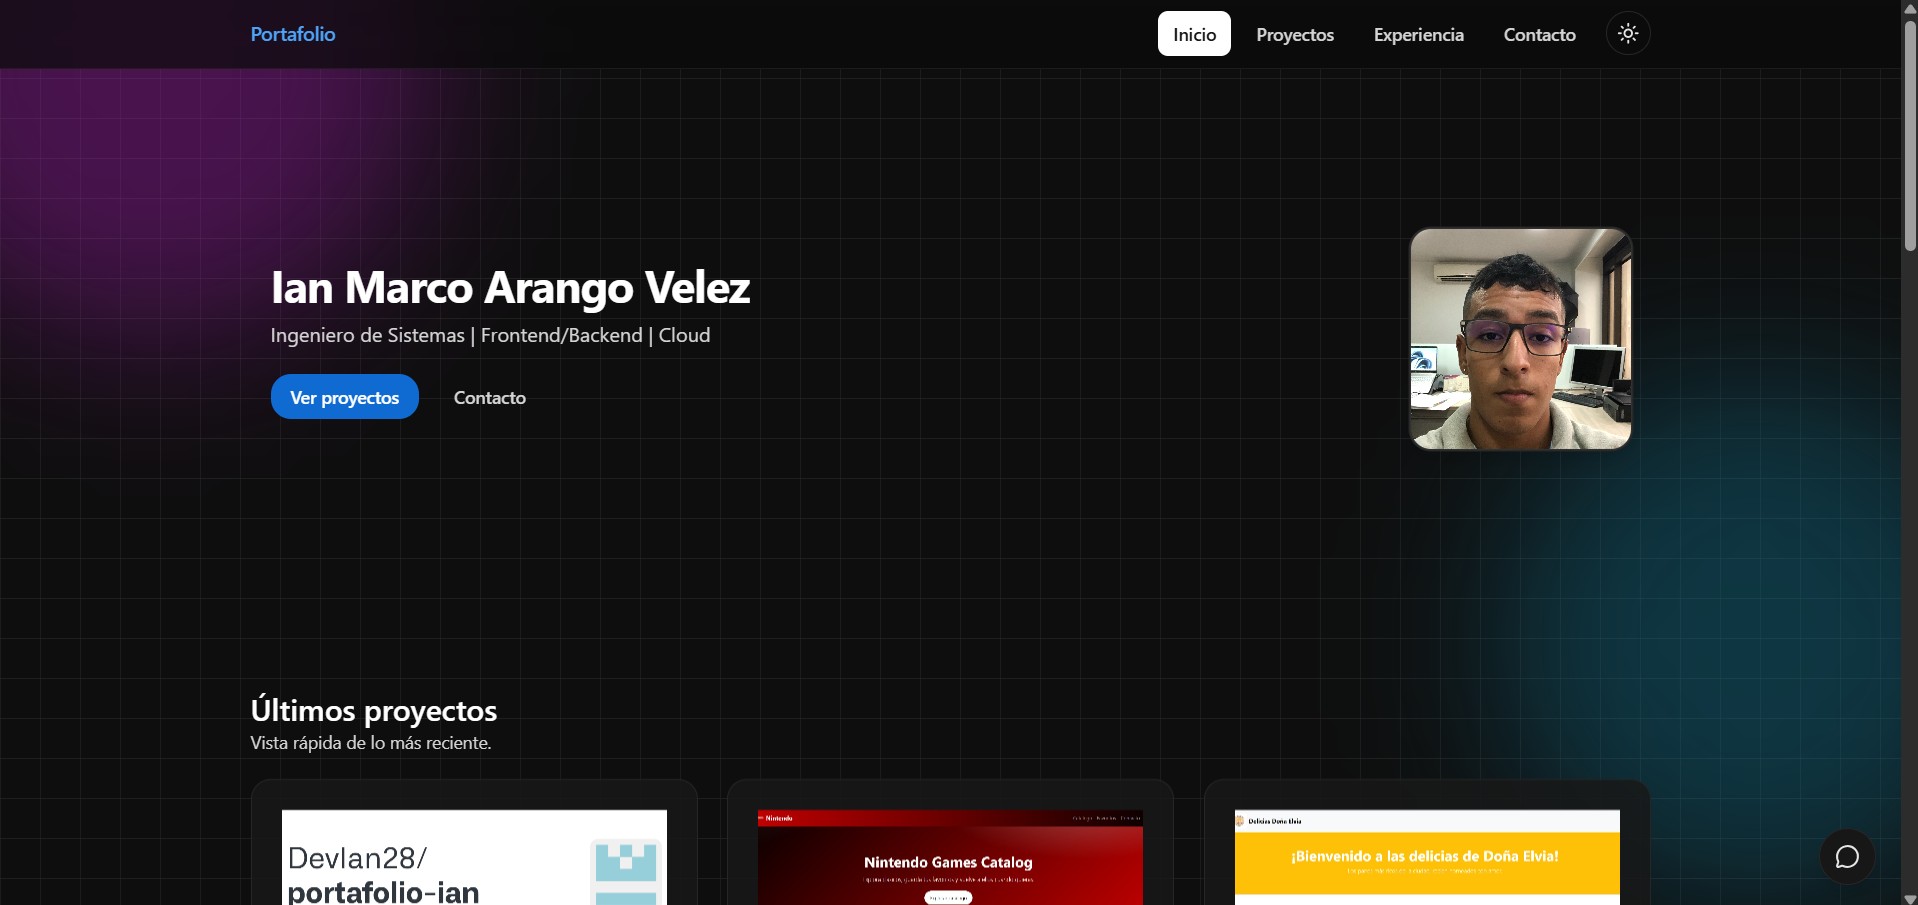 Portafolio
Inicio
Proyectos
Experiencia
Contacto
Ian Marco Arango Velez
Ingeniero de Sistemas | Frontend/Backend | Cloud
Ver proyectos
Contacto
Últimos proyectos
Vista rápida de lo más reciente.
DevIan28/
portafolio-ian
Nintendo
Nintendo Games Catalog
Delicias Doña Elvia
¡Bienvenido a las delicias de Doña Elvia!